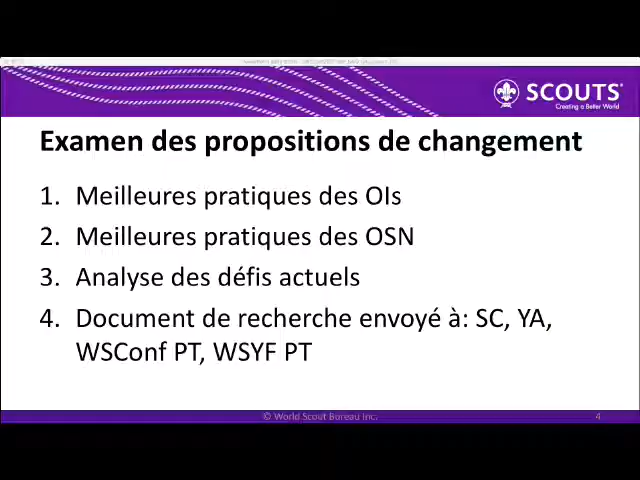 SCOUTS
Creating a Better World
Examen des propositions de changement
1. Meilleures pratiques des OIs
2. Meilleures pratiques des OSN
3. Analyse des défis actuels
4. Document de recherche envoyé à: SC, YA,
WSConf PT, WSYF PT
© World Scout Bureau Inc.
4